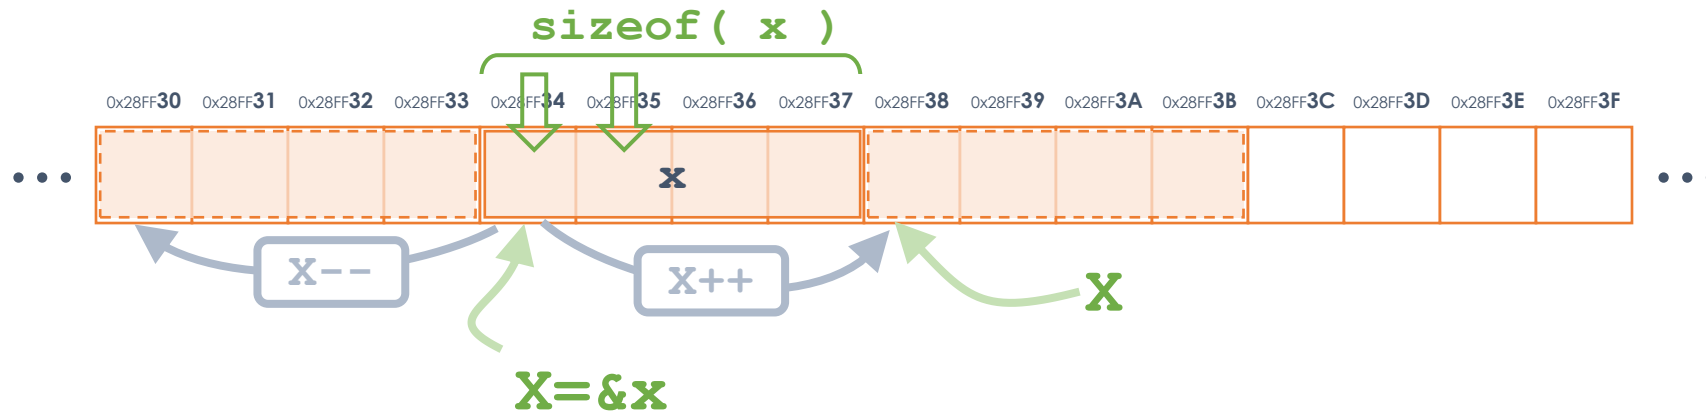 sizeof( x )
0x28FF30 0x28FF31 0x28FF32 0x28FF33 0x28FF34 0x28FF35 0x28FF36 0x28FF37 0x28FF38 0x28FF39 0x28FF3A 0x28FF3B 0x28FF3C 0x28FF3D 0x28FF3E 0x28FF3F
... x ...
X-- X++ X
X=&x